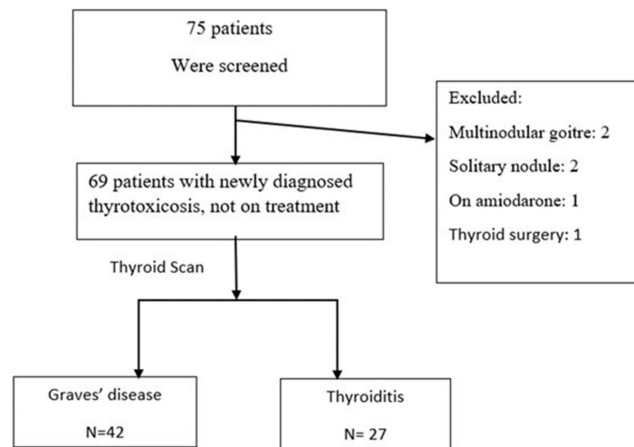 75 patients
Were screened
Excluded:
Multinodular goitre: 2
Solitary nodule: 2
On amiodarone: 1
Thyroid surgery: 1
69 patients with newly diagnosed
thyrotoxicosis, not on treatment
Thyroid Scan
Graves’ disease
N=42
Thyroiditis
N= 27